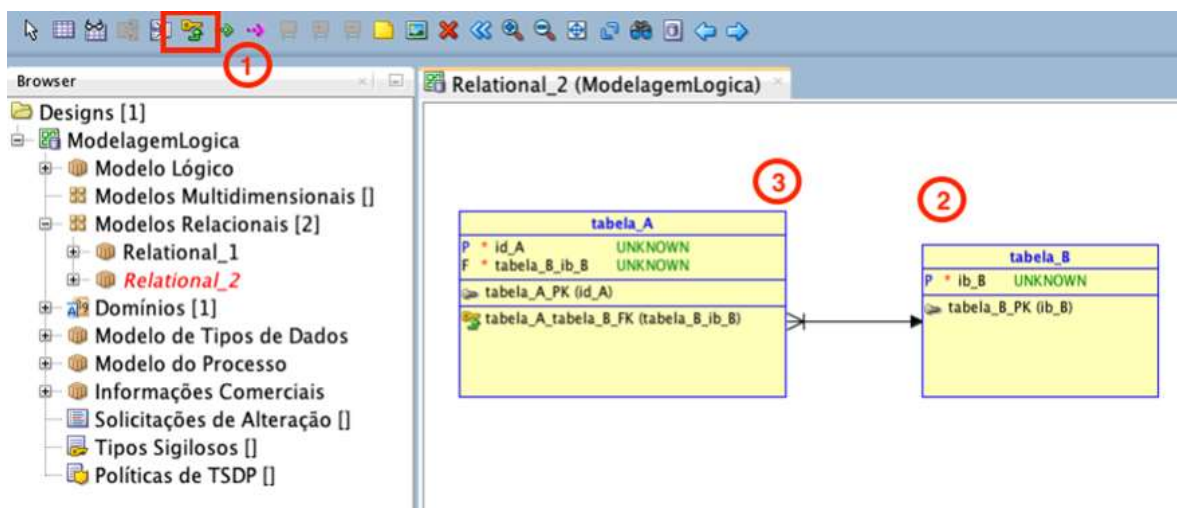 1
Browser
Designs [1]
ModelagemLogica
Modelo Lógico
Modelos Multidimensionais []
Modelos Relacionais [2]
Relational_1
Relational_2
Domínios [1]
Modelo de Tipos de Dados
Modelo do Processo
Informações Comerciais
Solicitações de Alteração []
Tipos Sigilosos []
Políticas de TSDP []
Relational_2 (ModelagemLogica)
3
tabela_A
P * id_A UNKNOWN
F * tabela_B_ib_B UNKNOWN
tabela_A_PK (id_A)
tabela_A_tabela_B_FK (tabela_B_ib_B)
2
tabela_B
P * ib_B UNKNOWN
tabela_B_PK (ib_B)